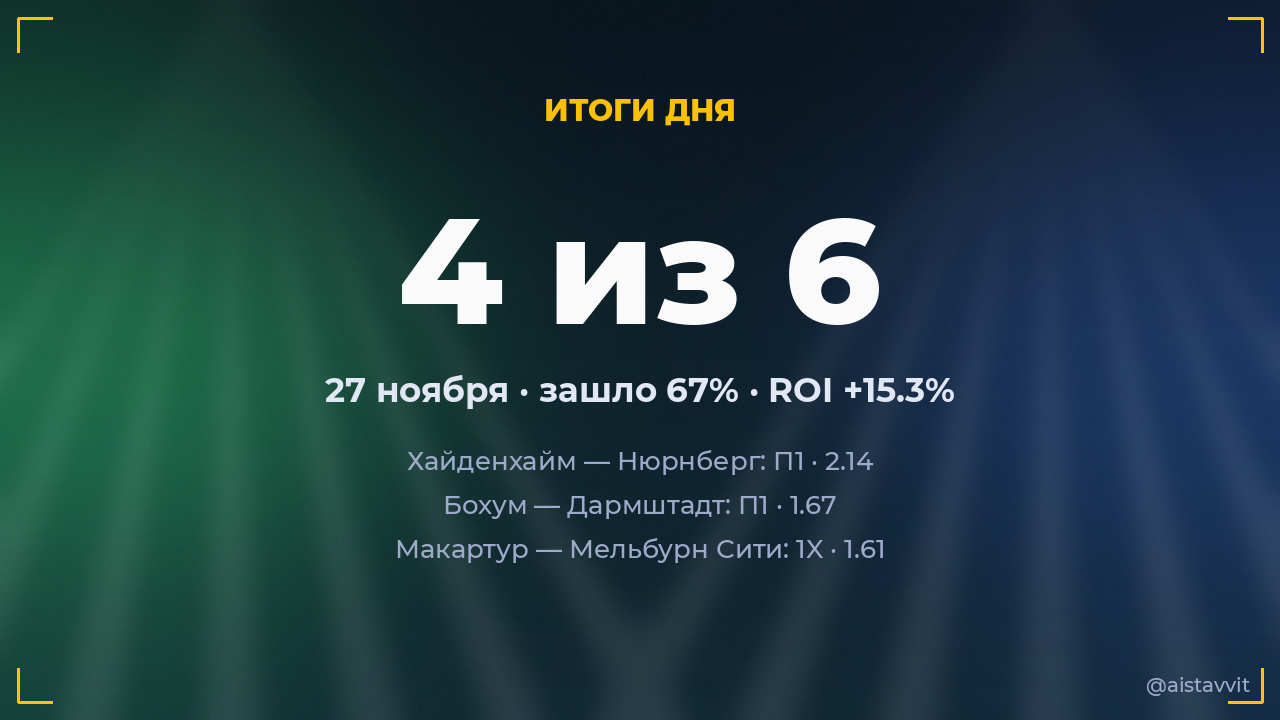 ИТОГИ ДНЯ
4 из 6
27 ноября · зашло 67% · ROI +15.3%
Хайденхайм — Нюрнберг: П1 · 2.14
Бохум — Дармштадт: П1 · 1.67
Макартур — Мельбурн Сити: 1X · 1.61
@aistavvit